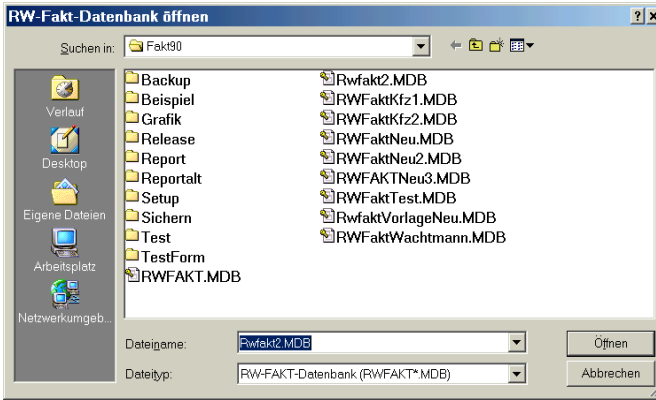 RW-Fakt-Datenbank öffnen
Suchen in: Fakt90
Verlauf
Desktop
Eigene Dateien
Arbeitsplatz
Netzwerkumgeb...
Backup
Beispiel
Grafik
Release
Report
Reportalt
Setup
Sichern
Test
TestForm
RWFAKT.MDB
Rwfakt2.MDB
RWFaktKfz1.MDB
RWFaktKfz2.MDB
RWFaktNeu.MDB
RWFaktNeu2.MDB
RWFAKTNeu3.MDB
RWFaktTest.MDB
RwfaktVorlageNeu.MDB
RWFaktWachtmann.MDB
Dateiname: Rwfakt2.MDB Öffnen
Dateityp: RW-FAKT-Datenbank (RWFAKT*.MDB) Abbrechen